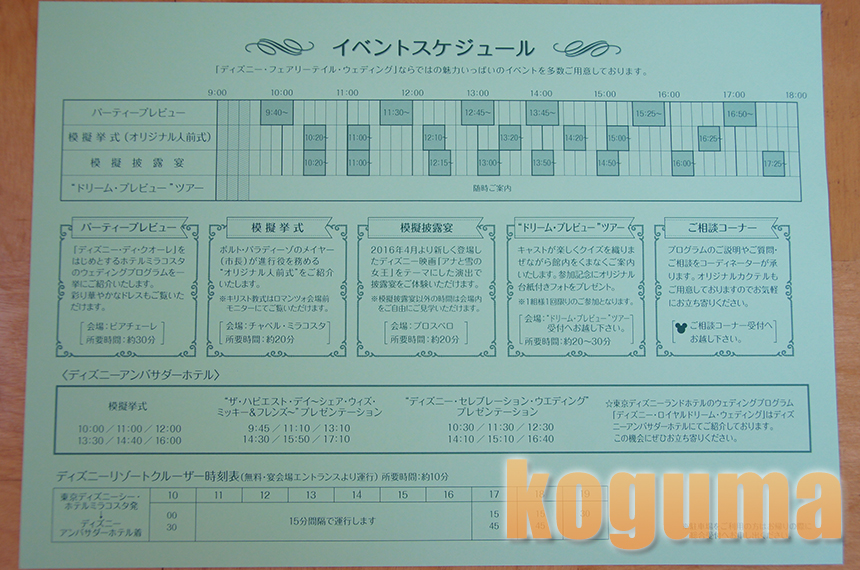 イベントスケジュール
「ディズニー・フェアリーテイル・ウェディング」ならではの魅力いっぱいのイベントを多数ご用意しております。
9:00 10:00 11:00 12:00 13:00 14:00 15:00 16:00 17:00 18:00
パーティープレビュー 9:40~ 11:30~ 12:45~ 13:45~ 15:25~ 16:50~
模擬挙式(オリジナル人前式) 10:20~ 11:00~ 12:10~ 13:20~ 14:20~ 15:10~ 16:25~
模擬披露宴 10:20~ 11:00~ 12:15~ 13:10~ 13:50~ 14:50~ 16:00~ 17:25~
“ドリーム・プレビュー”ツアー 随時ご案内
パーティープレビュー
「ディズニー・ディ・クオーレ」を
はじめとするホテルミラコスタ
のウェディングプログラムを一
挙にご紹介いたします。
彩り華やかなドレスもご覧いた
だけます。
会場:ピアチェーレ
所要時間:約30分
模擬挙式
ポルト・パラディーゾのメイヤー
(市長)が進行役を務める
“オリジナル人前式”をご紹介
いたします。
※キリスト教式はロマンツァ会場前
モニターにてご覧いただけます。
会場:チャペル・ミラコスタ
所要時間:約20分
模擬披露宴
2016年4月より新しく登場し
たディズニー映画「アナと雪の
女王」をテーマにした演出で
披露宴をご体験いただけます。
※模擬披露宴以外の時間は会場内
をご自由にご見学いただけます。
会場:プロスペロ
所要時間:約20分
“ドリーム・プレビュー”ツアー
キャストが楽しくクイズを織りま
ぜながら館内をくまなくご案内
いたします。参加記念にオリジナル
台紙付きフォトをプレゼント。
※1組様1回限りのご参加となります。
会場:“ドリーム・プレビュー”ツアー
受付へお越し下さい。
所要時間:約20~30分
ご相談コーナー
プログラムのご説明やご質問・
ご相談をコーディネーターが承
ります。オリジナルカクテルも
ご用意しておりますのでお気軽
にお立ち寄りください。
ご相談コーナー受付へ
お越し下さい。
〈ディズニーアンバサダーホテル〉
模擬挙式
10:00/11:00/12:00
13:30/14:40/16:00
“ザ・ハピエスト・デイ~シェア・ウィズ・
ミッキー&フレンズ~”プレゼンテーション
9:45/11:10/13:10
14:30/15:50/17:10
“ディズニー・セレブレーション・ウエディング”
プレゼンテーション
10:30/11:30/12:30
14:10/15:10/16:40
☆東京ディズニーランドホテルのウェディングプログラム
「ディズニー・ロイヤルドリーム・ウェディング」はディズ
ニーアンバサダーホテルにてご紹介しております。
この機会にぜひお立ち寄りください。
ディズニーリゾートクルーザー時刻表(無料・宴会場エントランスより運行) 所要時間:約10分
東京ディズニーシー・
ホテルミラコスタ発
↓
ディズニー
アンバサダーホテル着
10 11 12 13 14 15 16 17 18 19
00 15分間隔で運行します 15 15 30
30 45 45
koguma